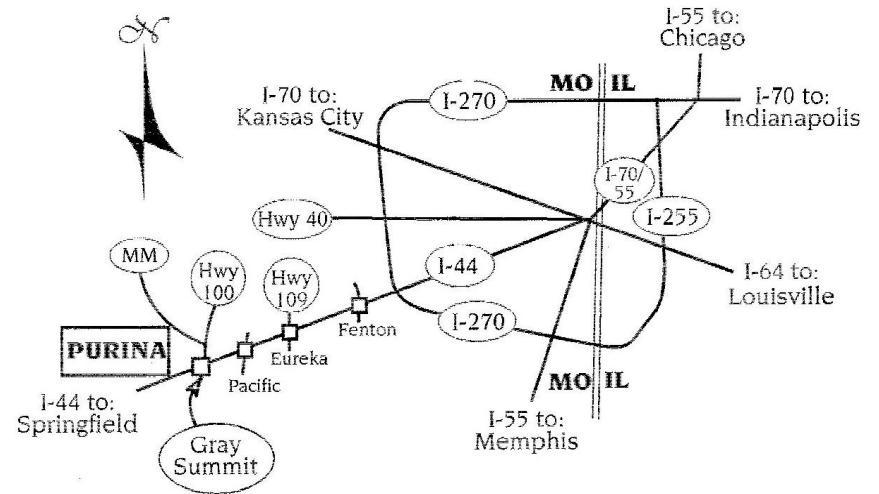 N
I-55 to:
Chicago
MO IL
I-70 to:
Kansas City
I-270
I-70 to:
Indianapolis
I-70/
55
Hwy 40
I-255
MM
Hwy
100
Hwy
109
I-44
I-64 to:
Louisville
I-270
Fenton
PURINA
Eureka
Pacific
MO IL
I-44 to:
Springfield
I-55 to:
Memphis
Gray
Summit